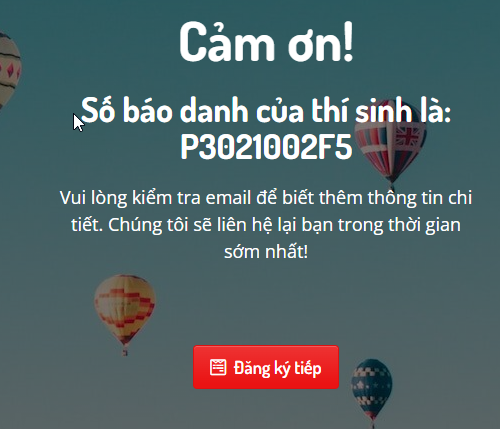 Cảm ơn!
Số báo danh của thí sinh là:
P3021002F5
Vui lòng kiểm tra email để biết thêm thông tin chi
tiết. Chúng tôi sẽ liên hệ lại bạn trong thời gian
sớm nhất!
Đăng ký tiếp